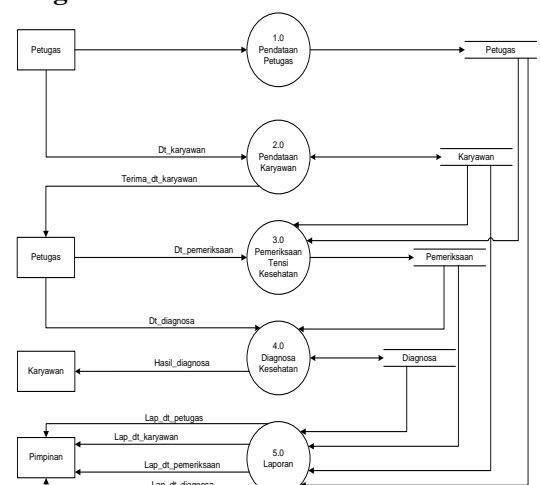 Petugas
1.0
Pendataan
Petugas
Petugas
Dt_karyawan
2.0
Pendataan
Karyawan
Karyawan
Terima_dt_karyawan
Petugas
Dt_pemeriksaan
3.0
Pemeriksaan
Tensi
Kesehatan
Pemeriksaan
Dt_diagnosa
4.0
Diagnosa
Kesehatan
Diagnosa
Karyawan
Hasil_diagnosa
Lap_dt_petugas
Lap_dt_karyawan
Pimpinan
5.0
Laporan
Lap_dt_pemeriksaan
Lap_dt_diagnosa